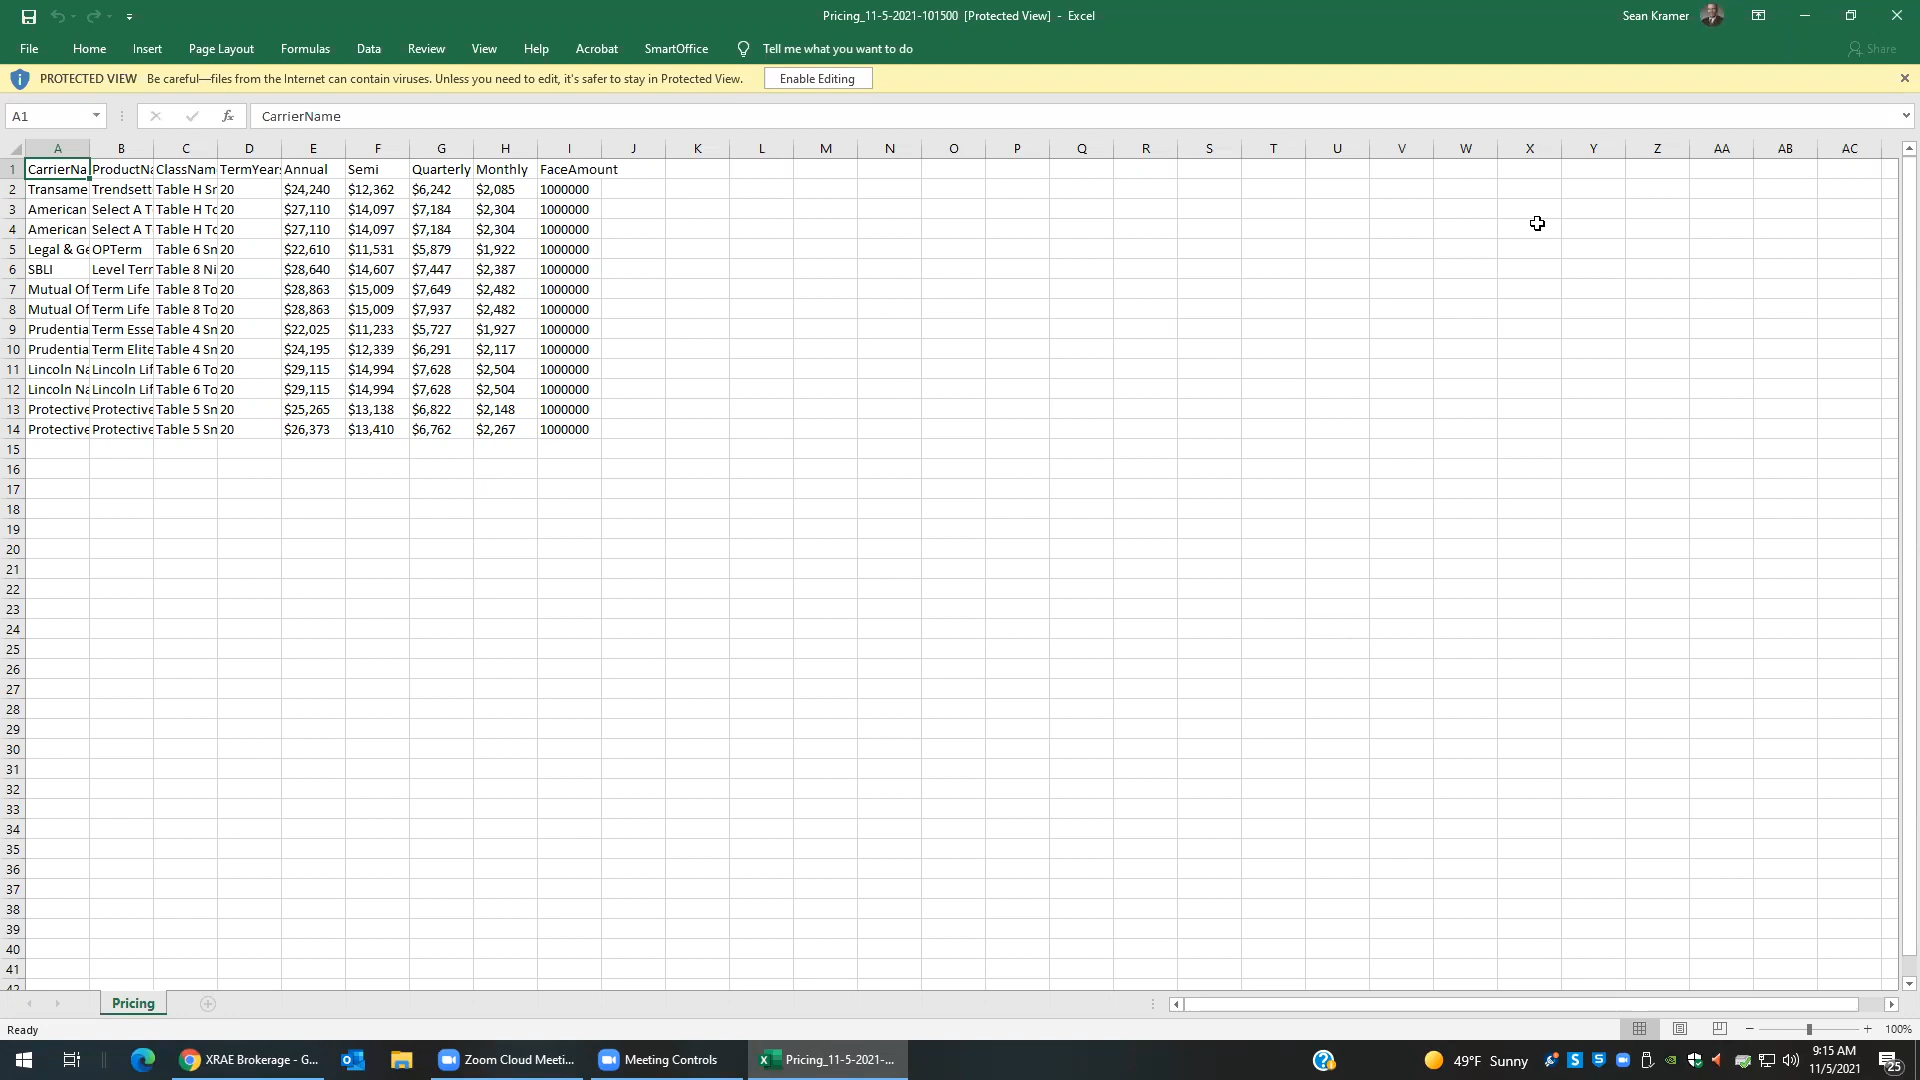 Pricing_11-5-2021-101500 [Protected View] - Excel
Sean Kramer
File Home Insert Page Layout Formulas Data Review View Help Acrobat SmartOffice Tell me what you want to do Share
PROTECTED VIEW Be careful—files from the Internet can contain viruses. Unless you need to edit, it's safer to stay in Protected View. Enable Editing
A1 fx CarrierName
A B C D E F G H I J K L M N O P Q R S T U V W X Y Z AA AB AC
1 CarrierNa ProductNa ClassName TermYears Annual Semi Quarterly Monthly FaceAmount
2 Transame Trendsett Table H Sn 20 $24,240 $12,362 $6,242 $2,085 1000000
3 American Select A T Table H To 20 $27,110 $14,097 $7,184 $2,304 1000000
4 American Select A T Table H To 20 $27,110 $14,097 $7,184 $2,304 1000000
5 Legal & Ge OPTerm Table 6 Sn 20 $22,610 $11,531 $5,879 $1,922 1000000
6 SBLI Level Tern Table 8 Ni 20 $28,640 $14,607 $7,447 $2,387 1000000
7 Mutual Of Term Life Table 8 To 20 $28,863 $15,009 $7,649 $2,482 1000000
8 Mutual Of Term Life Table 8 To 20 $28,863 $15,009 $7,937 $2,482 1000000
9 Prudentia Term Esse Table 4 Sn 20 $22,025 $11,233 $5,727 $1,927 1000000
10 Prudentia Term Elite Table 4 Sn 20 $24,195 $12,339 $6,291 $2,117 1000000
11 Lincoln Na Lincoln Lif Table 6 To 20 $29,115 $14,994 $7,628 $2,504 1000000
12 Lincoln Na Lincoln Lif Table 6 To 20 $29,115 $14,994 $7,628 $2,504 1000000
13 Protective Protective Table 5 Sn 20 $25,265 $13,138 $6,822 $2,148 1000000
14 Protective Protective Table 5 Sn 20 $26,373 $13,410 $6,762 $2,267 1000000
15
16
17
18
19
20
21
22
23
24
25
26
27
28
29
30
31
32
33
34
35
36
37
38
39
40
41
42
Pricing
Ready 100%
XRAE Brokerage - G... Zoom Cloud Meeti... Meeting Controls Pricing_11-5-2021-... 49°F Sunny 9:15 AM
11/5/2021 25